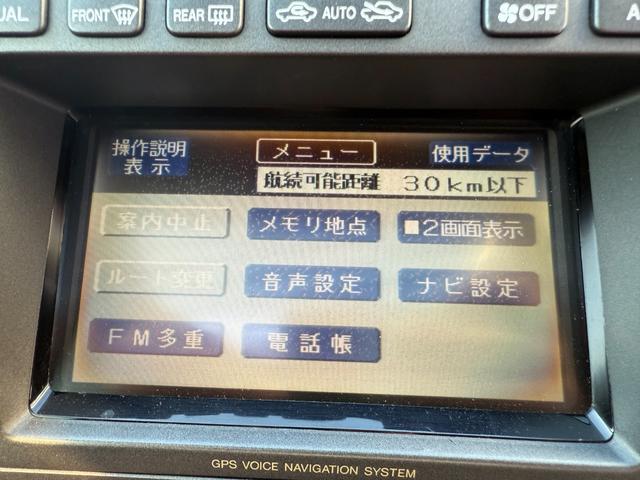 UAL
FRONT
REAR
AUTO
OFF
A
操作説明
表示
メニュー
使用データ
航続可能距離 30km以下
案内中止
メモリ地点
■2画面表示
ルート変更
音声設定
ナビ設定
FM多重
電話帳
GPS VOICE NAVIGATION SYSTEM